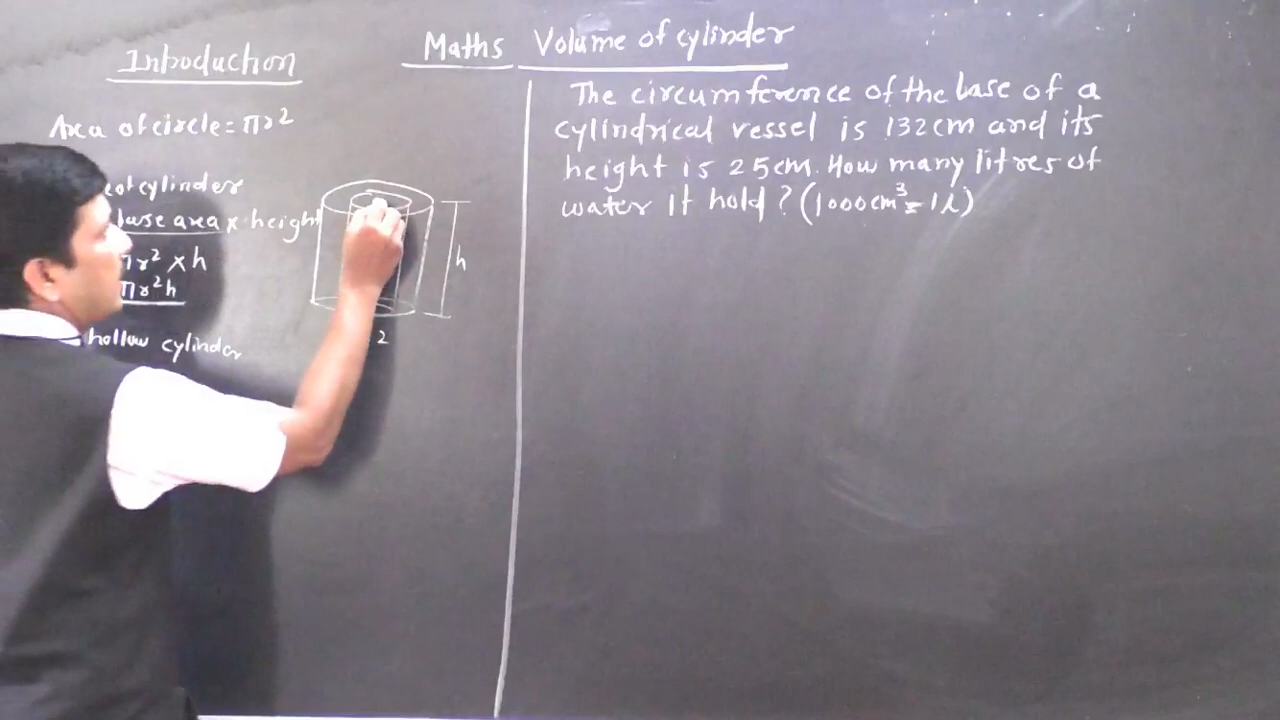 Introduction
Maths Volume of cylinder
Area of circle = πr²
of cylinder
base area x height
πr² x h
πr²h
hollow cylinder
h
2
The circumference of the base of a
cylindrical vessel is 132cm and its
height is 25cm. How many litres of
water it hold? (1000cm³ = 1l)